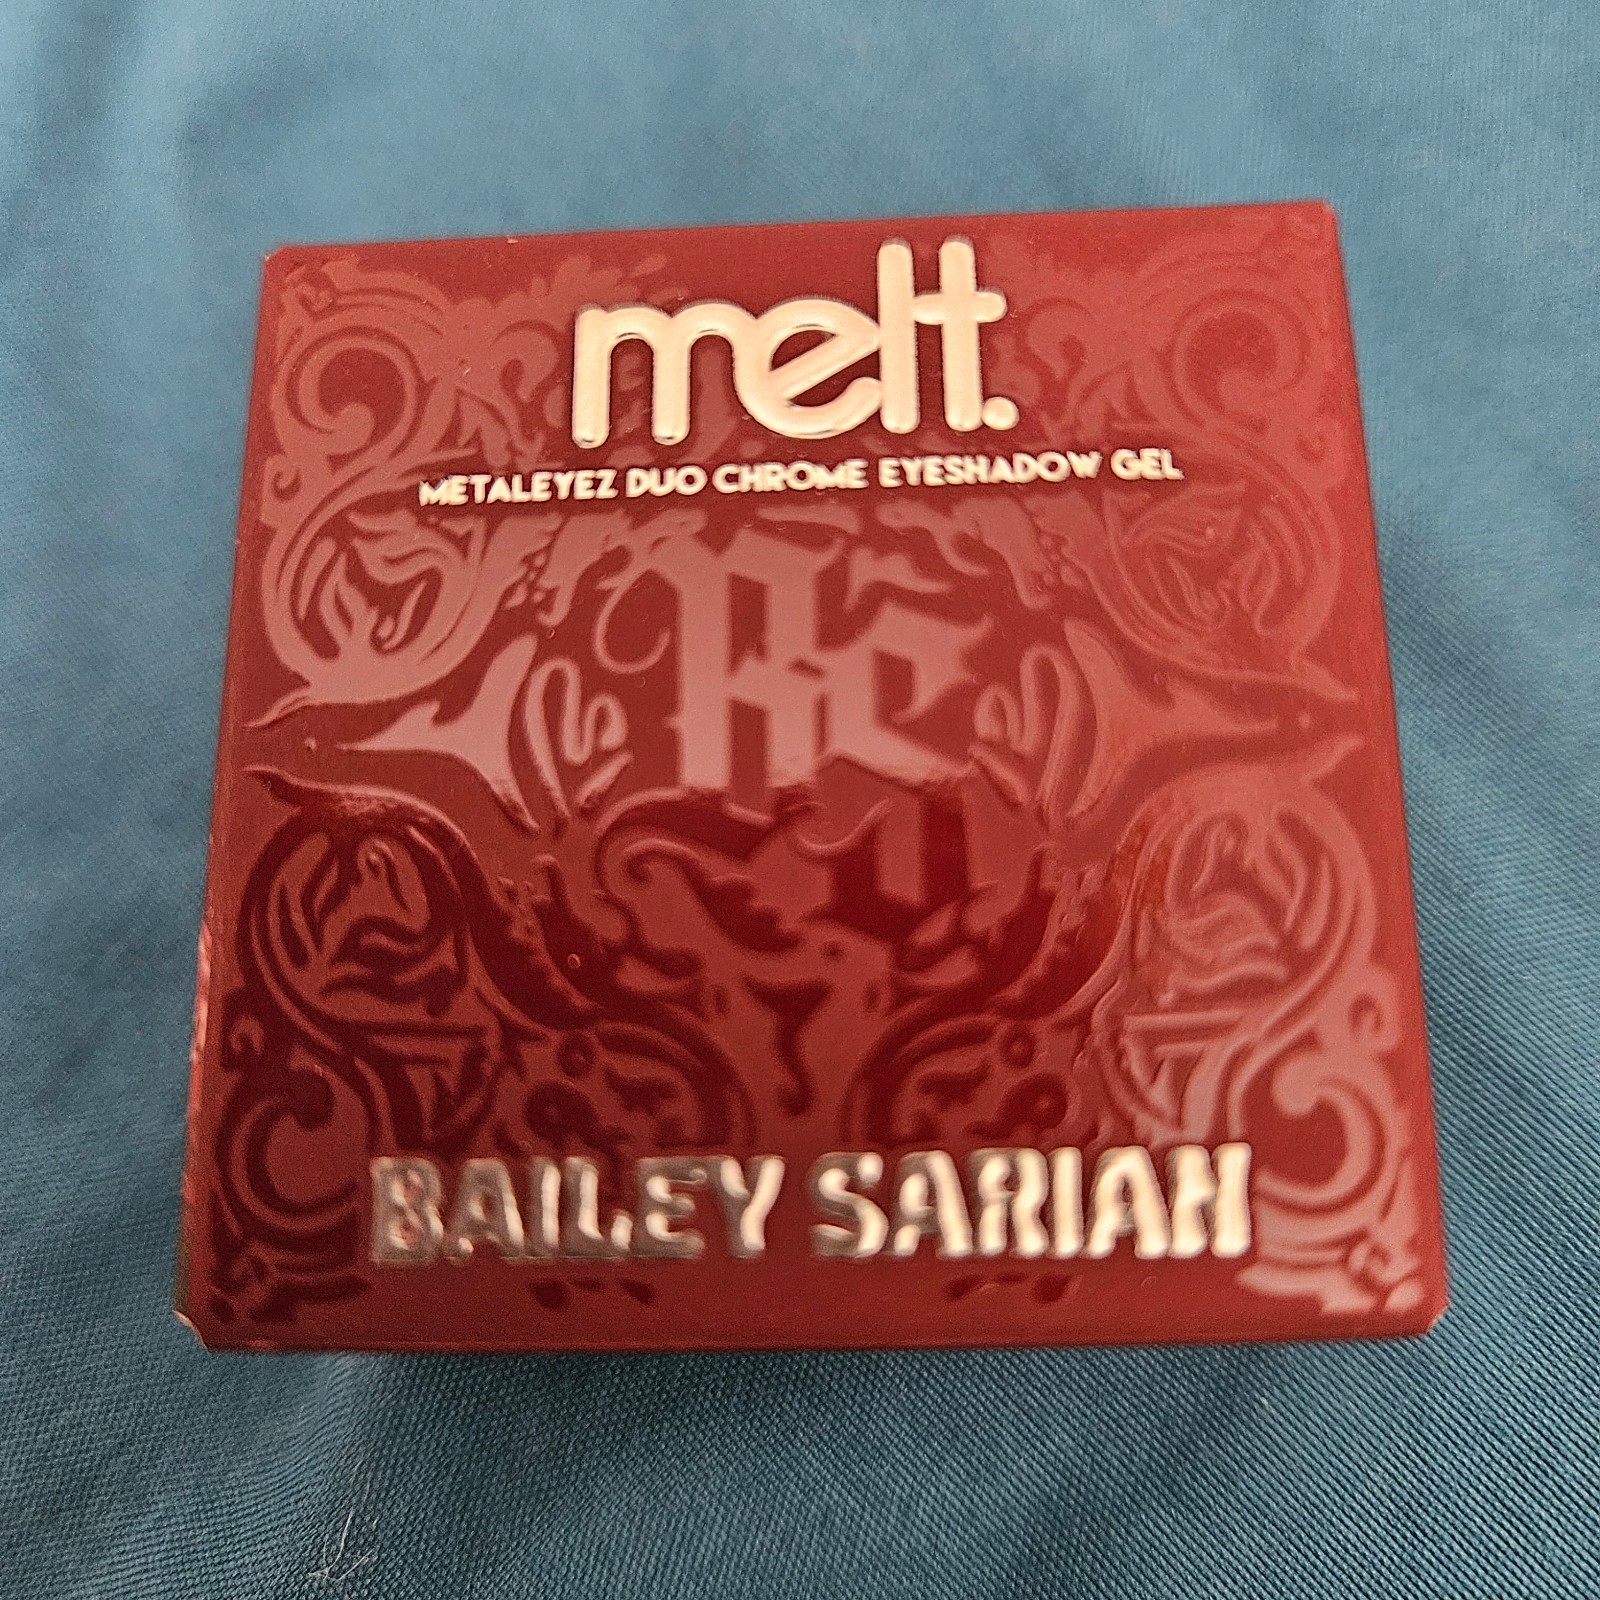 melt.
METALEYEZ DUO CHROME EYESHADOW GEL
BAILEY SARIAN